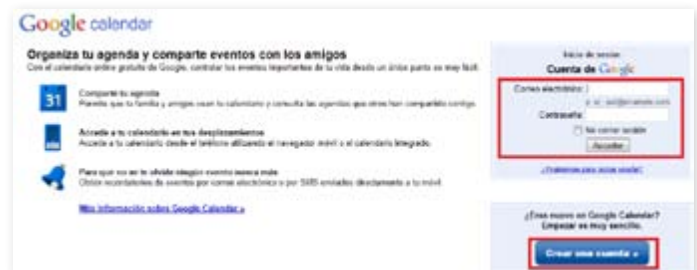 Google calendar
Organiza tu agenda y comparte eventos con los amigos
Con el calendario online gratuito de Google, controlar los eventos importantes de tu vida desde un único punto es muy fácil.
31
Comparte tu agenda
Permite que tu familia y amigos vean tu calendario y consulta las agendas que otros han compartido contigo.
Accede a tu calendario en tus desplazamientos
Accede a tu calendario desde el teléfono utilizando el navegador móvil o el calendario integrado.
Para que no se te olvide ningún evento nunca más
Obtén recordatorios de eventos por correo electrónico o por SMS enviados directamente a tu móvil.
Más información sobre Google Calendar »
Inicio de sesión
Cuenta de Google
Correo electrónico:
Contraseña:
No cerrar sesión
Acceder
¿Eres nuevo en Google Calendar?
Empezar es muy sencillo.
Crear una cuenta »